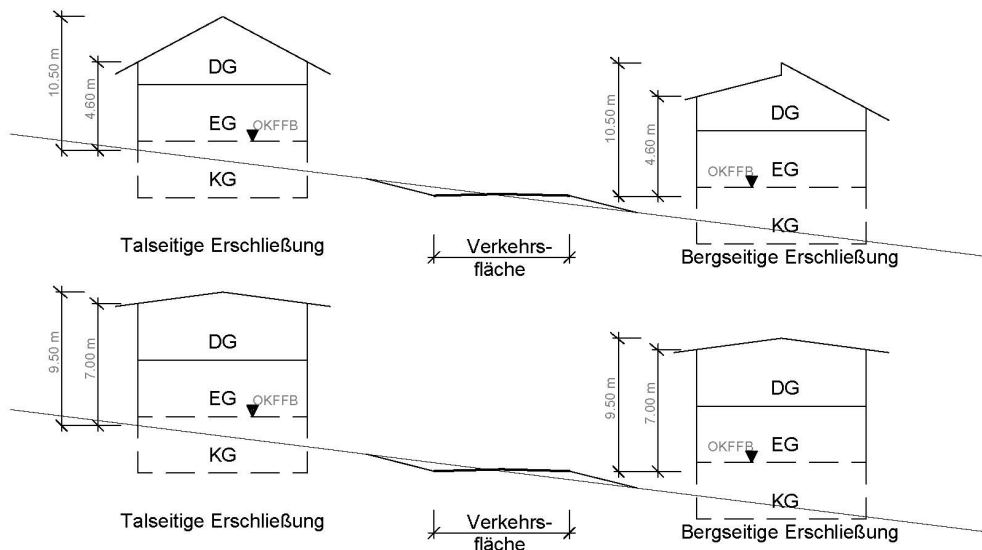 10.50 m
4.60 m
DG
EG
OKFFB
KG
Talseitige Erschließung
Verkehrs-
fläche
10.50 m
4.60 m
DG
OKFFB
EG
KG
Bergseitige Erschließung
9.50 m
7.00 m
DG
EG
OKFFB
KG
Talseitige Erschließung
Verkehrs-
fläche
9.50 m
7.00 m
DG
OKFFB
EG
KG
Bergseitige Erschließung